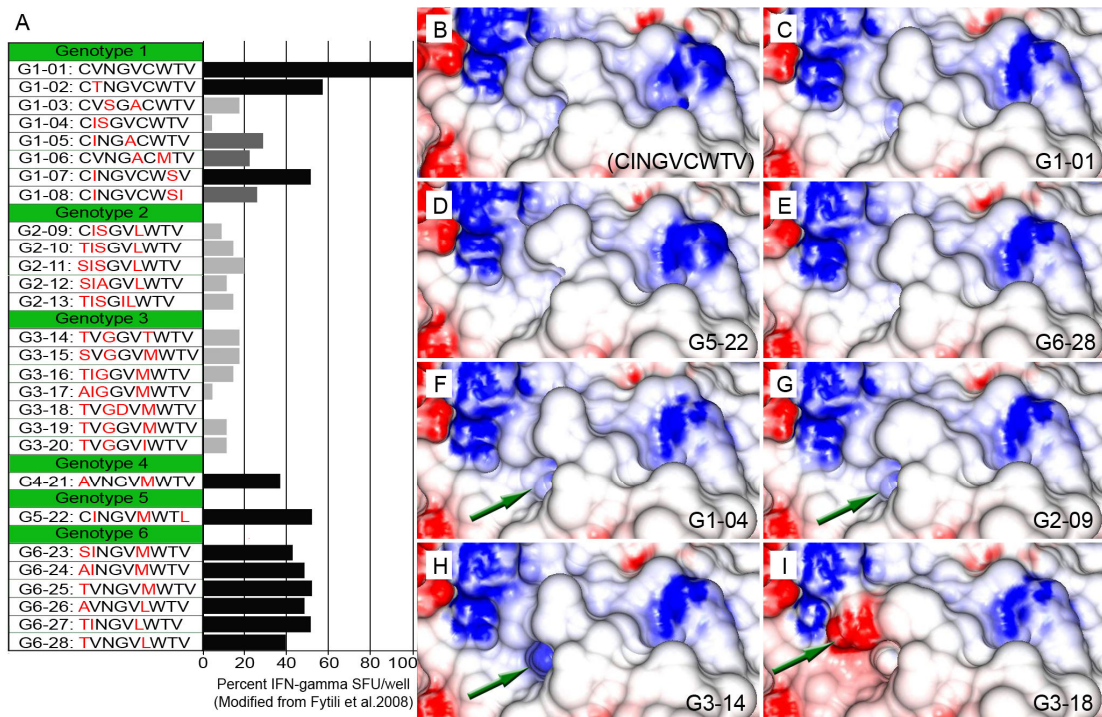 A
Genotype 1
G1-01: CVNGVCWTV
G1-02: CTNGVCWTV
G1-03: CVSGACWTV
G1-04: CISGVCWTV
G1-05: CINGACWTV
G1-06: CVNGACMTV
G1-07: CINGVCWSV
G1-08: CINGVCWSI
Genotype 2
G2-09: CISGVLWTV
G2-10: TISGVLWTV
G2-11: SISGVLWTV
G2-12: SIAGVLWTV
G2-13: TISGILWTV
Genotype 3
G3-14: TVGGVTWTV
G3-15: SVGGVMWTV
G3-16: TIGGVMWTV
G3-17: AIGGVMWTV
G3-18: TVGDVMWTV
G3-19: TVGGVMWTV
G3-20: TVGGVIWTV
Genotype 4
C4-21: AVNCVMWTV
Genotype 5
G5-22: CINGVMWTL
Genotype 6
G6-23: SINGVMWTV
G6-24: AINGVMWTV
G6-25: TVNGVMWTV
G6-26: AVNGVLWTV
G6-27: TINGVLWTV
G6-28: TVNGVLWTV
0 20 40 60 80 100
Percent IFN-gamma SFU/well
(Modified from Fytili et al.2008)
B
(CINGVCWTV)
C
G1-01
D
G5-22
E
G6-28
F
G1-04
G
G2-09
H
G3-14
I
G3-18